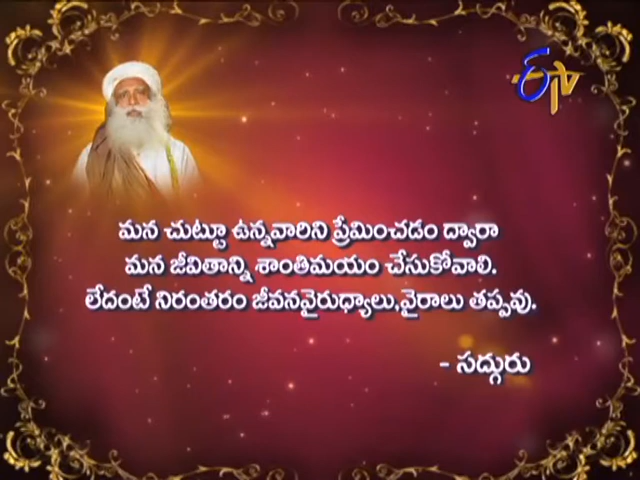 ETV
మన చుట్టూ ఉన్నవారిని ప్రేమించడం ద్వారా
మన జీవితాన్ని శాంతిమయం చేసుకోవాలి.
లేదంటే నిరంతరం జీవనవైరుధ్యాలు,వైరాలు తప్పవు.
- సద్గురు